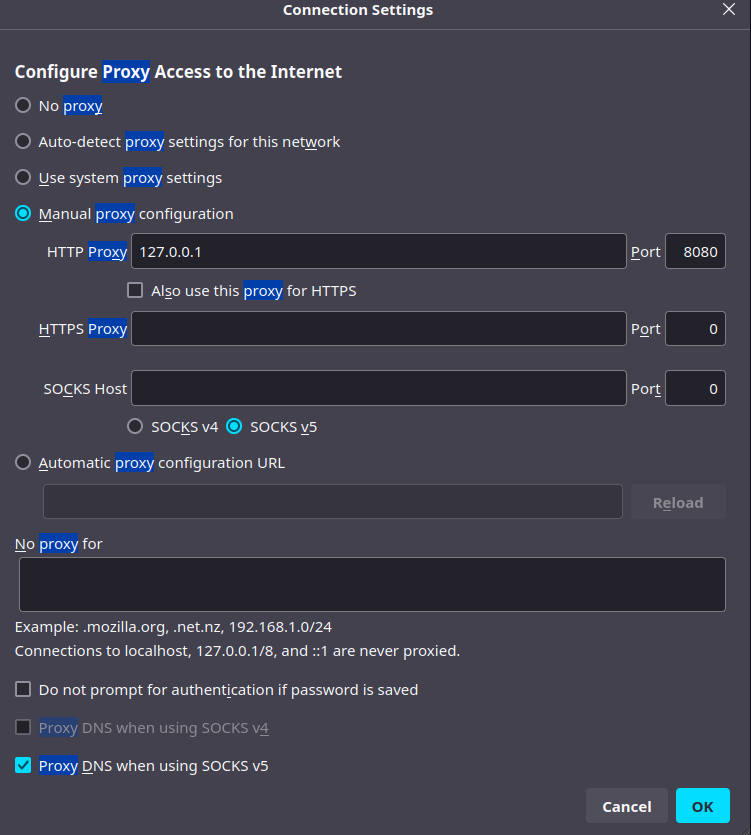 Connection Settings
Configure Proxy Access to the Internet
No proxy
Auto-detect proxy settings for this network
Use system proxy settings
Manual proxy configuration
HTTP Proxy 127.0.0.1 Port 8080
Also use this proxy for HTTPS
HTTPS Proxy Port 0
SOCKS Host Port 0
SOCKS v4 SOCKS v5
Automatic proxy configuration URL
Reload
No proxy for
Example: .mozilla.org, .net.nz, 192.168.1.0/24
Connections to localhost, 127.0.0.1/8, and ::1 are never proxied.
Do not prompt for authentication if password is saved
Proxy DNS when using SOCKS v4
Proxy DNS when using SOCKS v5
Cancel OK